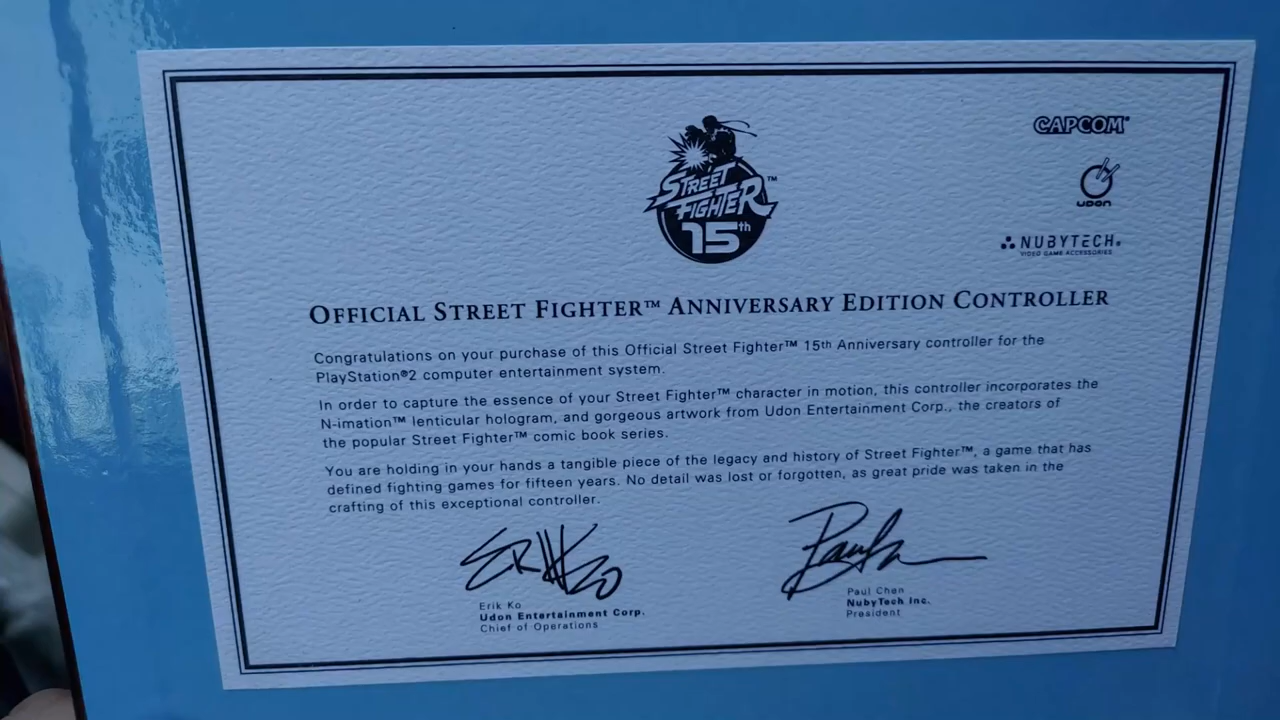 STREET
FIGHTER™
15th
CAPCOM®
UDON
NUBYTECH®
VIDEO GAME ACCESSORIES
OFFICIAL STREET FIGHTER™ ANNIVERSARY EDITION CONTROLLER
Congratulations on your purchase of this Official Street Fighter™ 15th Anniversary controller for the
PlayStation®2 computer entertainment system.
In order to capture the essence of your Street Fighter™ character in motion, this controller incorporates the
N-imation™ lenticular hologram, and gorgeous artwork from Udon Entertainment Corp., the creators of
the popular Street Fighter™ comic book series.
You are holding in your hands a tangible piece of the legacy and history of Street Fighter™, a game that has
defined fighting games for fifteen years. No detail was lost or forgotten, as great pride was taken in the
crafting of this exceptional controller.
Erik Ko
Udon Entertainment Corp.
Chief of Operations
Paul Chen
NubyTech Inc.
President